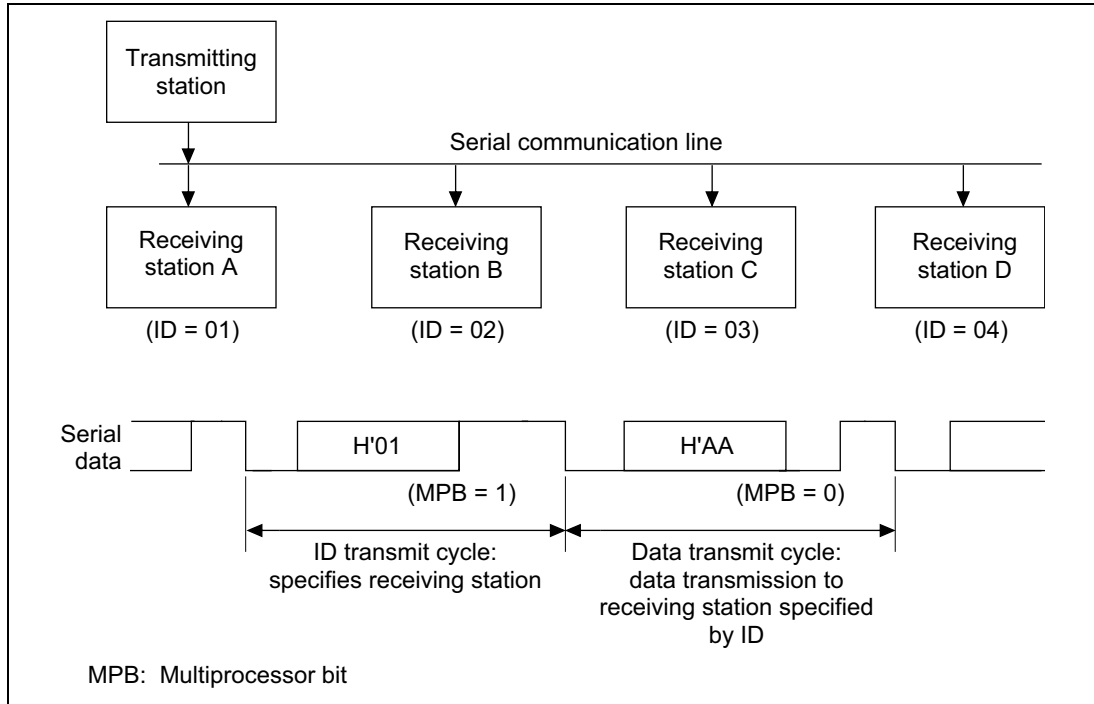 Transmitting
station
Serial communication line
Receiving
station A
Receiving
station B
Receiving
station C
Receiving
station D
(ID = 01)
(ID = 02)
(ID = 03)
(ID = 04)
Serial
data
H'01
H'AA
(MPB = 1)
(MPB = 0)
ID transmit cycle:
specifies receiving station
Data transmit cycle:
data transmission to
receiving station specified
by ID
MPB: Multiprocessor bit